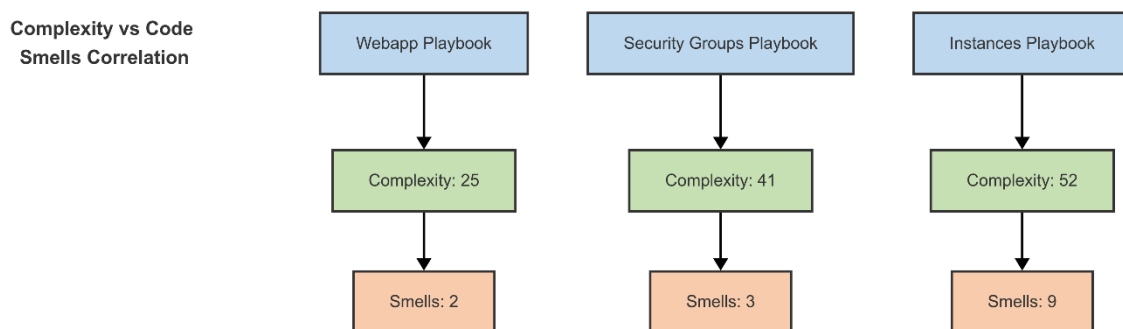 Complexity vs Code
Smells Correlation
Webapp Playbook
Security Groups Playbook
Instances Playbook
Complexity: 25
Complexity: 41
Complexity: 52
Smells: 2
Smells: 3
Smells: 9